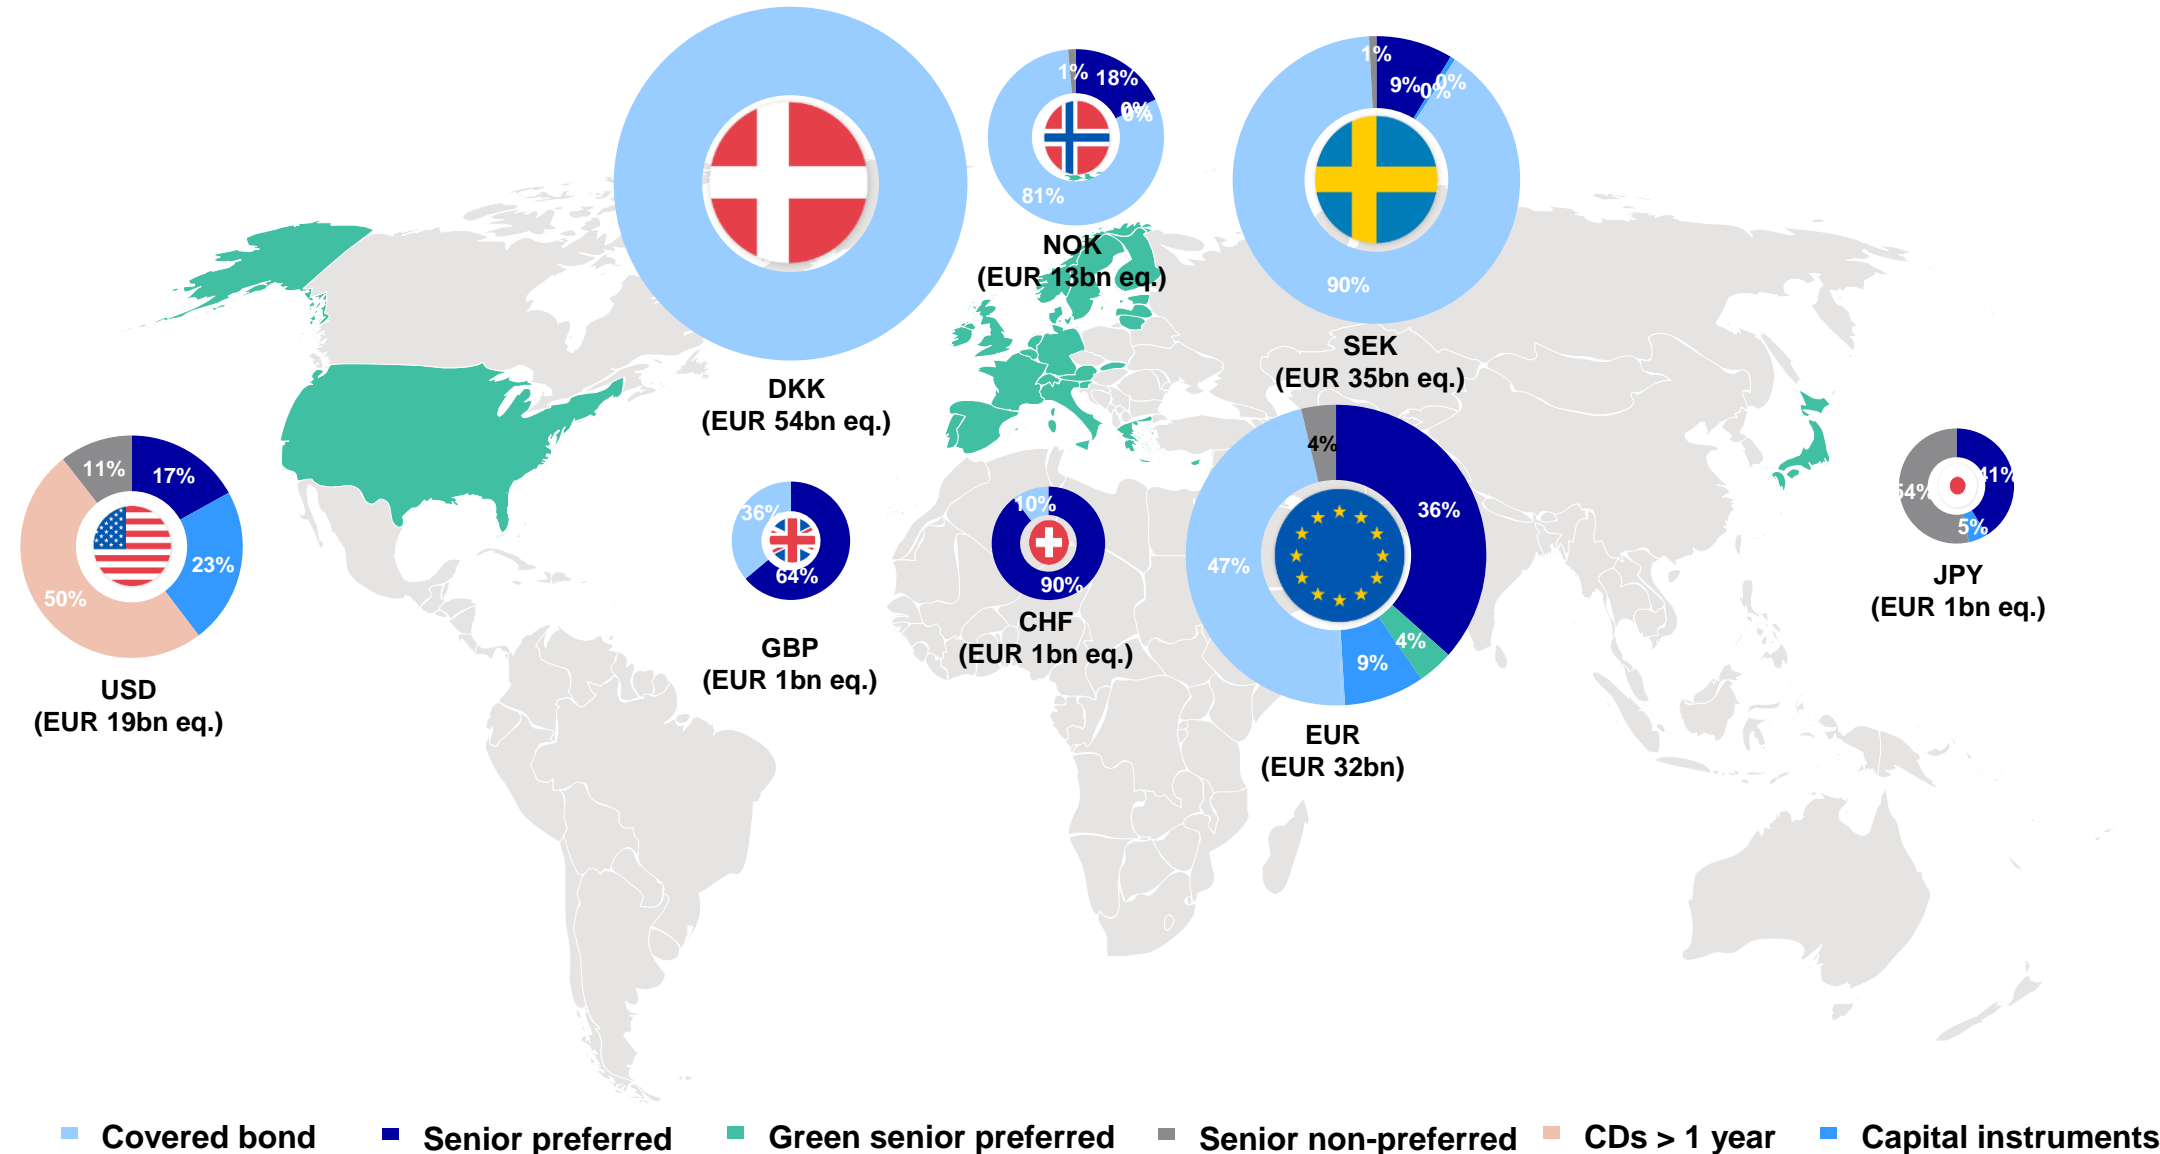 1%
18%
0%
0%
81%
NOK
(EUR 13bn eq.)
1%
9%
0%
0%
90%
SEK
(EUR 35bn eq.)
DKK
(EUR 54bn eq.)
11%
17%
23%
50%
USD
(EUR 19bn eq.)
36%
64%
GBP
(EUR 1bn eq.)
10%
90%
CHF
(EUR 1bn eq.)
4%
36%
47%
4%
9%
EUR
(EUR 32bn)
54%
41%
5%
JPY
(EUR 1bn eq.)
Covered bond
Senior preferred
Green senior preferred
Senior non-preferred
CDs > 1 year
Capital instruments